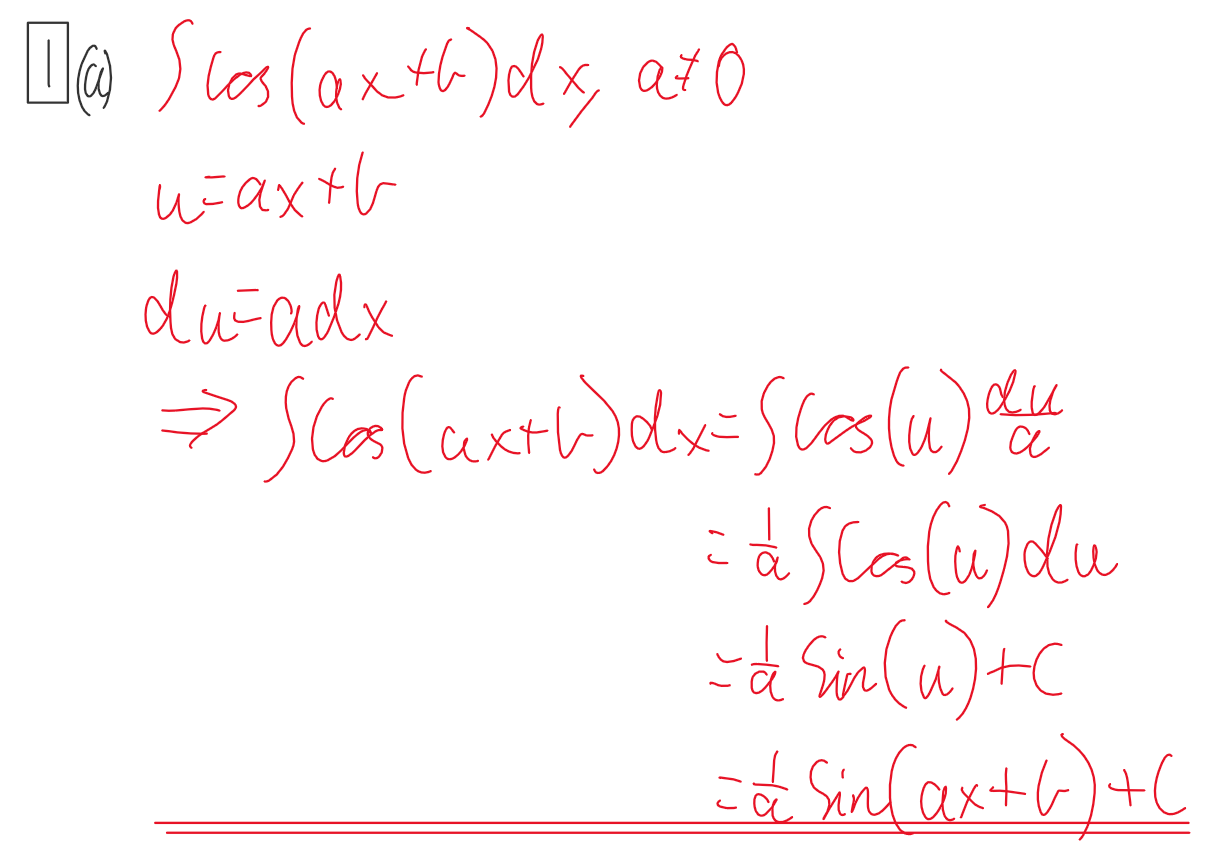 1 (a) ∫cos(ax+b)dx, a≠0
u=ax+b
du=adx
⇒ ∫cos(ax+b)dx=∫cos(u) du/a
=1/a ∫cos(u)du
=1/a sin(u)+C
=1/a sin(ax+b)+C